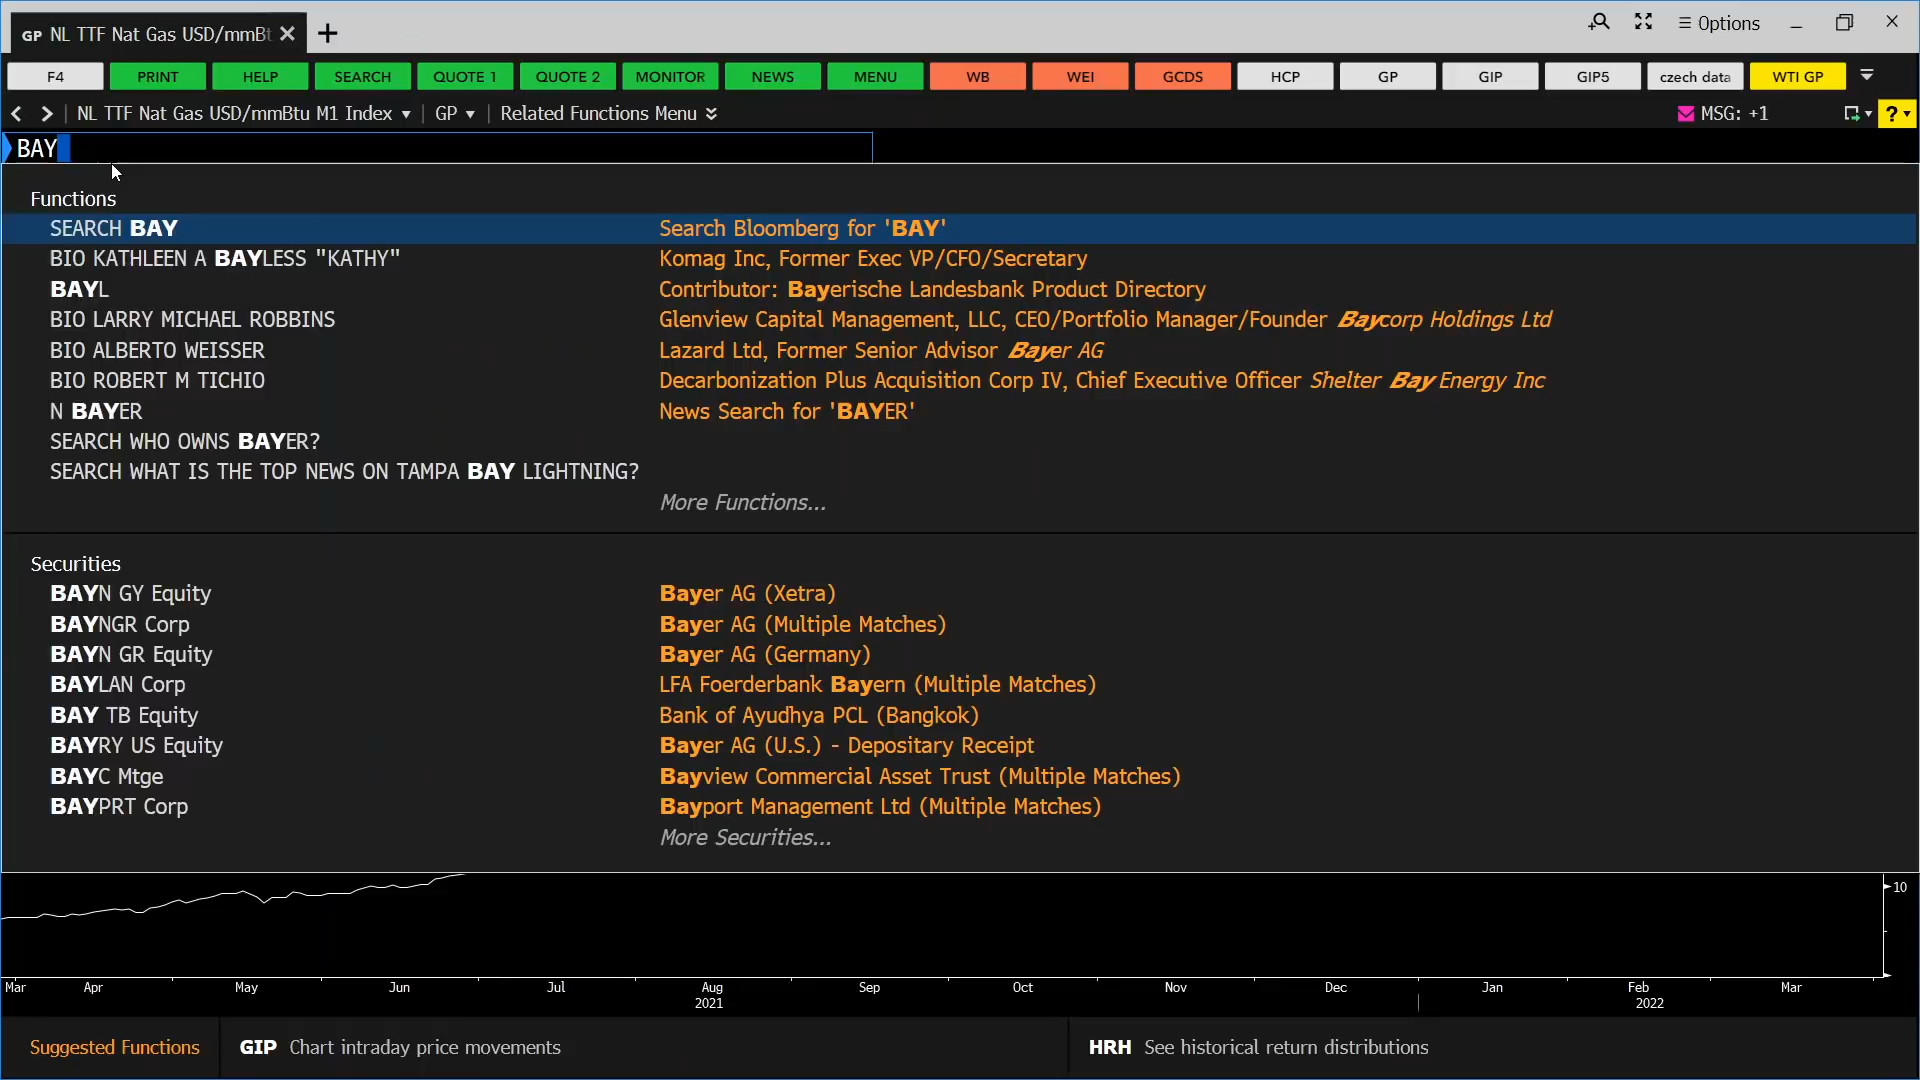 GP NL TTF Nat Gas USD/mmBt
Options
F4 PRINT HELP SEARCH QUOTE 1 QUOTE 2 MONITOR NEWS MENU WB WEI GCDS HCP GP GIP GIP5 czech data WTI GP
NL TTF Nat Gas USD/mmBtu M1 Index GP Related Functions Menu MSG: +1 ?
BAY
Functions
SEARCH BAY Search Bloomberg for 'BAY'
BIO KATHLEEN A BAYLESS "KATHY" Komag Inc, Former Exec VP/CFO/Secretary
BAYL Contributor: Bayerische Landesbank Product Directory
BIO LARRY MICHAEL ROBBINS Glenview Capital Management, LLC, CEO/Portfolio Manager/Founder Baycorp Holdings Ltd
BIO ALBERTO WEISSER Lazard Ltd, Former Senior Advisor Bayer AG
BIO ROBERT M TICHIO Decarbonization Plus Acquisition Corp IV, Chief Executive Officer Shelter Bay Energy Inc
N BAYER News Search for 'BAYER'
SEARCH WHO OWNS BAYER?
SEARCH WHAT IS THE TOP NEWS ON TAMPA BAY LIGHTNING?
More Functions...
Securities
BAYN GY Equity Bayer AG (Xetra)
BAYNGR Corp Bayer AG (Multiple Matches)
BAYN GR Equity Bayer AG (Germany)
BAYLAN Corp LFA Foerderbank Bayern (Multiple Matches)
BAY TB Equity Bank of Ayudhya PCL (Bangkok)
BAYRY US Equity Bayer AG (U.S.) - Depositary Receipt
BAYC Mtge Bayview Commercial Asset Trust (Multiple Matches)
BAYPRT Corp Bayport Management Ltd (Multiple Matches)
More Securities...
10
Mar Apr May Jun Jul Aug Sep Oct Nov Dec Jan Feb Mar
2021 2022
Suggested Functions GIP Chart intraday price movements HRH See historical return distributions